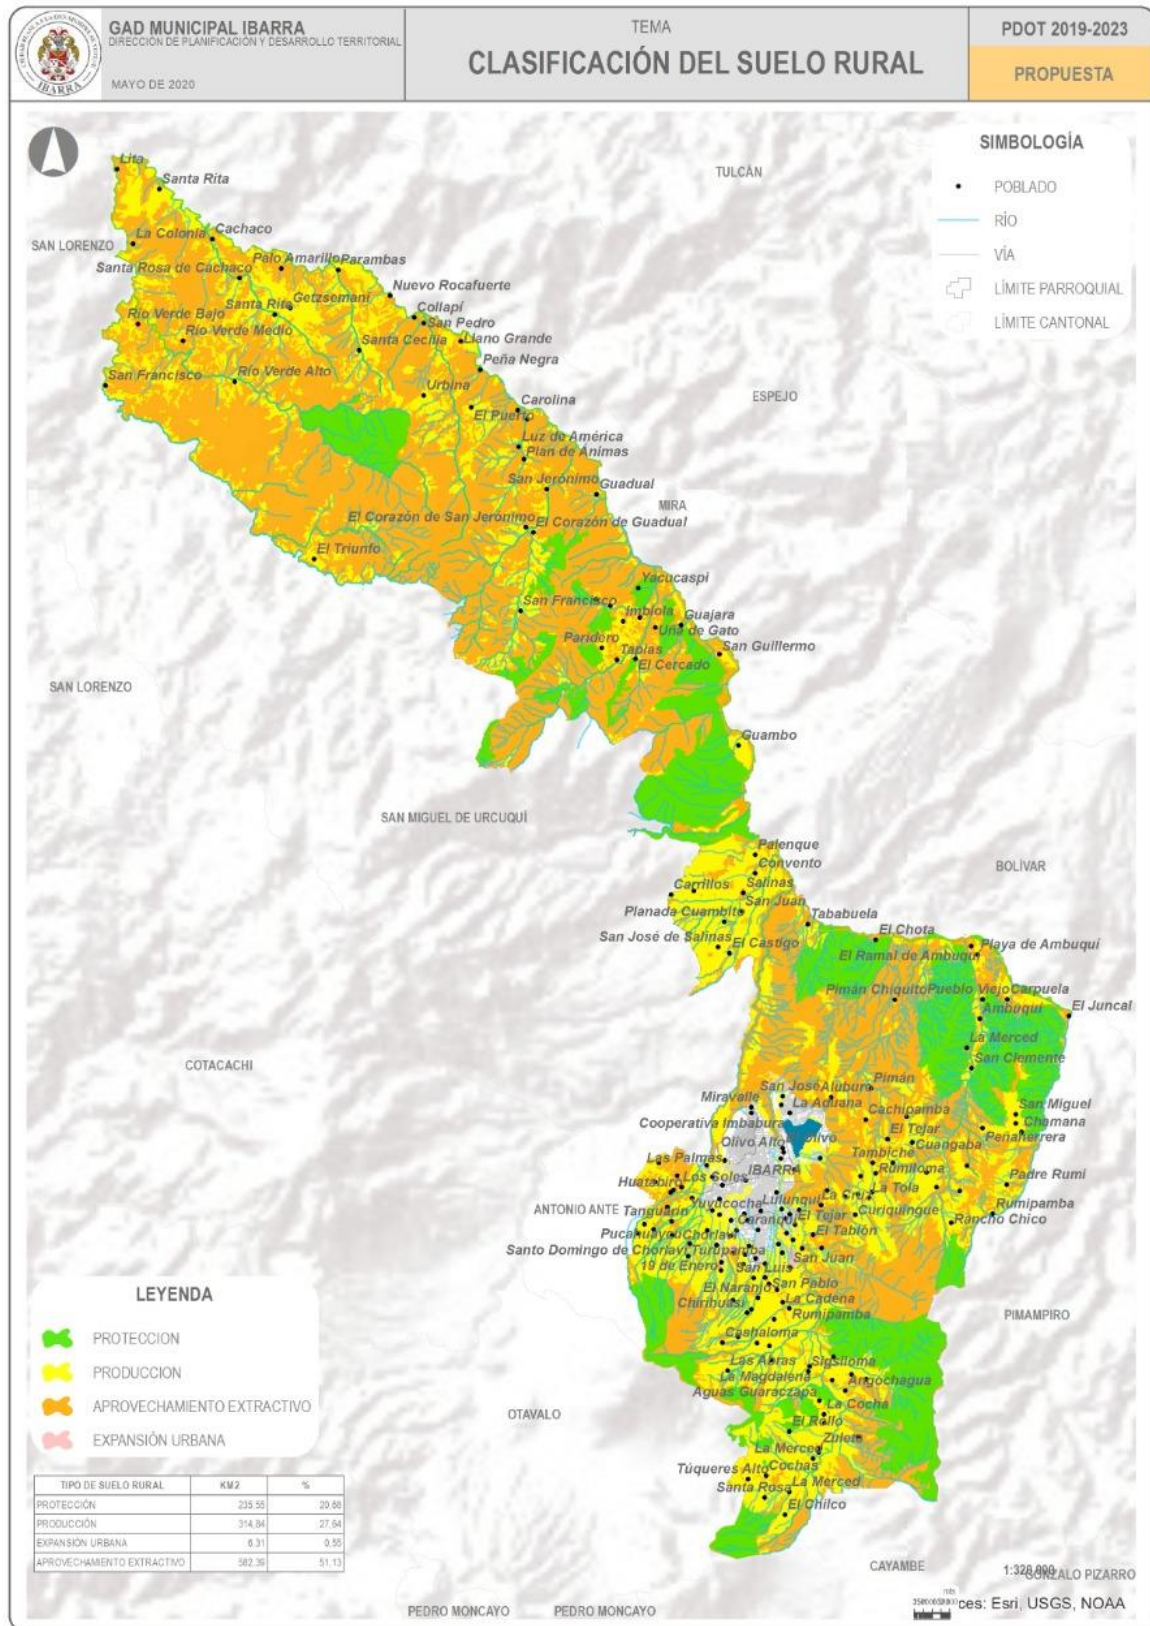 GAD MUNICIPAL IBARRA
DIRECCIÓN DE PLANIFICACIÓN Y DESARROLLO TERRITORIAL
MAYO DE 2020
TEMA
CLASIFICACIÓN DEL SUELO RURAL
PDOT 2019-2023
PROPUESTA
IBARRA
SIMBOLOGÍA
POBLADO
RÍO
VÍA
LÍMITE PARROQUIAL
LÍMITE CANTONAL
TULCÁN
SAN LORENZO
ESPEJO
MIRA
SAN LORENZO
SAN MIGUEL DE URCUQUÍ
BOLÍVAR
COTACACHI
ANTONIO ANTE
PIMAMPIRO
OTAVALO
CAYAMBE
GONZALO PIZARRO
PEDRO MONCAYO
PEDRO MONCAYO
Lita
Santa Rita
La Colonia
Cachaco
Santa Rosa de Cachaco
Palo Amarillo
Parambas
Nuevo Rocafuerte
Santa Rita
Getzsemaní
Collapí
San Pedro
Río Verde Bajo
Río Verde Medio
Santa Cecilia
Llano Grande
Peña Negra
San Francisco
Río Verde Alto
Urbina
El Puerto
Carolina
Luz de América
Plan de Animas
San Jerónimo
Guadual
El Corazón de San Jerónimo
El Corazón de Guadual
El Triunfo
Yacucaspi
San Francisco
Imbiola
Guajara
Uña de Gato
Paridero
Tapias
El Cercado
San Guillermo
Guambo
Palenque
Convento
Carrillos
Salinas
San Juan
Planada Cuambito
Tababuela
San José de Salinas
El Castigo
El Chota
El Ramal de Ambuquí
Playa de Ambuquí
Pimán Chiquito
Pueblo Viejo
Carpuela
Ambuquí
El Juncal
La Merced
San Clemente
San José
Aluburo
Pimán
Miravalle
La Aduana
Cachipamba
San Miguel
Chamana
Cooperativa Imbabura
El Tejar
Peñaherrera
Olivo Alto
Cuangaba
Tambiche
Las Palmas
IBARRA
Rumiloma
Padre Rumi
Huatabiro
Los Soles
La Tola
Lulunquí
La Cruz
Rumipamba
Tanguarín
Yuyucocha
Curiquingue
Rancho Chico
Caranqui
El Tejar
Pucahuayco
Chorlaví
El Tablón
Santo Domingo de Chorlaví
Turupamba
San Juan
19 de Enero
San Luis
El Naranjo
San Pablo
Chirihuasi
La Cadena
Rumipamba
Cashaloma
Las Abras
Sigsiloma
La Magdalena
Angochagua
Aguas Guaraczapa
La Cocha
El Rollo
Zuleta
La Merced
Túqueres Alto
Cochas
Santa Rosa
La Merced
El Chilco
LEYENDA
PROTECCION
PRODUCCION
APROVECHAMIENTO EXTRACTIVO
EXPANSIÒN URBANA
TIPO DE SUELO RURAL KM2 %
PROTECCIÓN 235,55 20,68
PRODUCCIÓN 314,84 27,64
EXPANSIÓN URBANA 6,31 0,55
APROVECHAMIENTO EXTRACTIVO 582,39 51,13
ces: Esri, USGS, NOAA